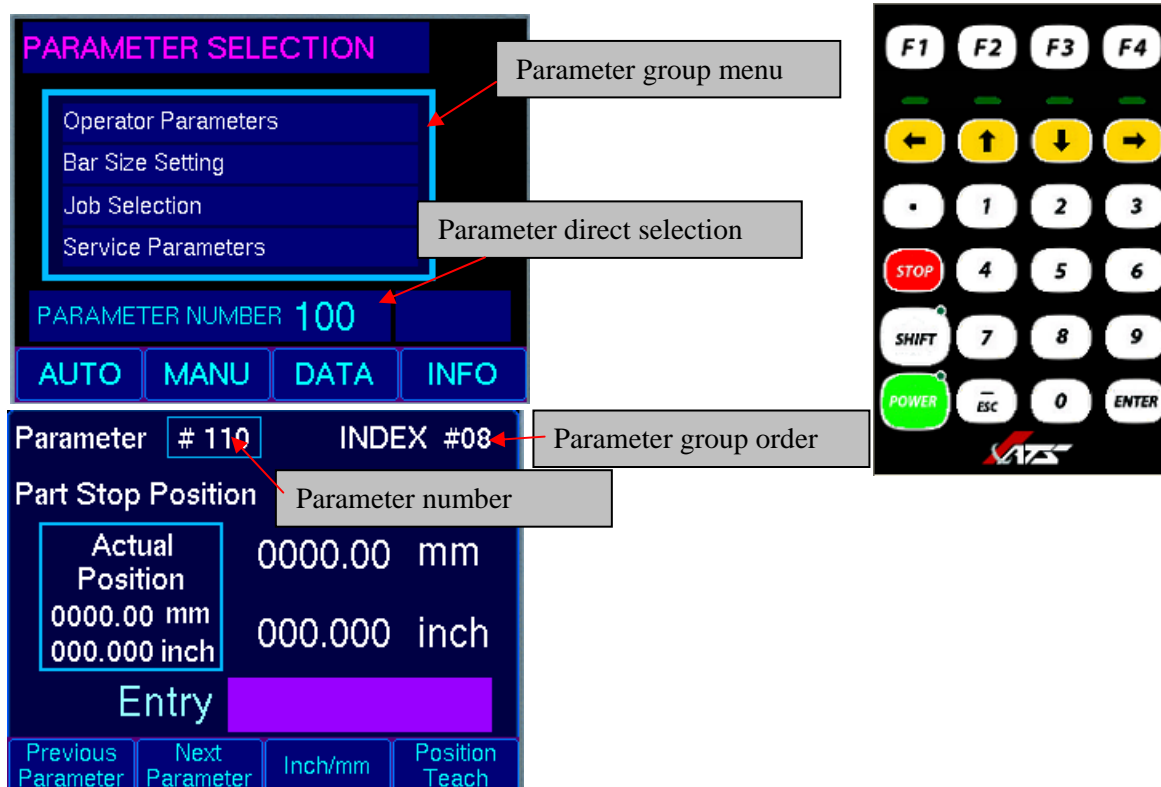 PARAMETER SELECTION
Parameter group menu
Operator Parameters
Bar Size Setting
Job Selection
Service Parameters
Parameter direct selection
PARAMETER NUMBER 100
AUTO MANU DATA INFO
Parameter # 110 INDEX #08
Parameter group order
Part Stop Position
Parameter number
Actual
Position
0000.00 mm
000.000 inch
0000.00 mm
000.000 inch
Entry
Previous
Parameter
Next
Parameter
Inch/mm
Position
Teach
F1 F2 F3 F4
• 1 2 3
STOP 4 5 6
SHIFT 7 8 9
POWER ESC 0 ENTER
ATS